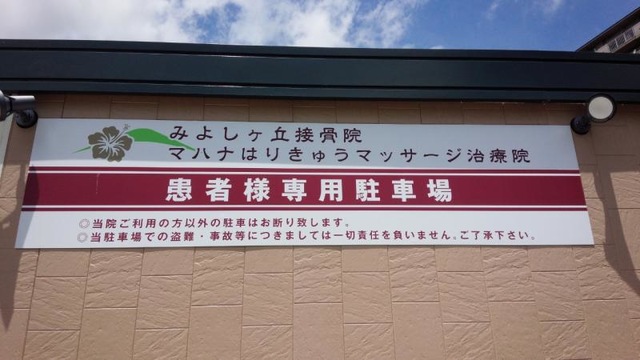 みよしヶ丘接骨院
マハナはりきゅうマッサージ治療院
患者様専用駐車場
◎当院ご利用の方以外の駐車はお断り致します。
◎当駐車場での盗難・事故等につきましては一切責任を負いません。ご了承下さい。